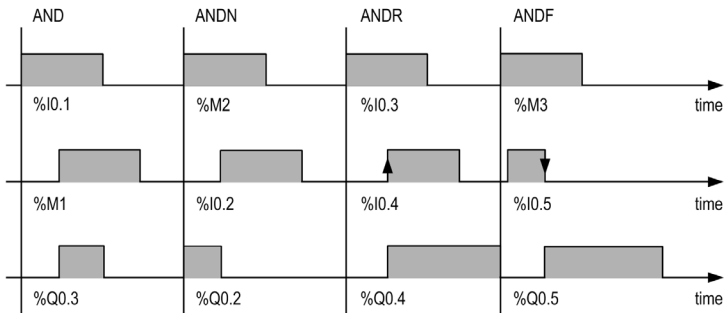 AND ANDN ANDR ANDF
%I0.1 %M2 %I0.3 %M3 time
%M1 %I0.2 %I0.4 %I0.5 time
%Q0.3 %Q0.2 %Q0.4 %Q0.5 time